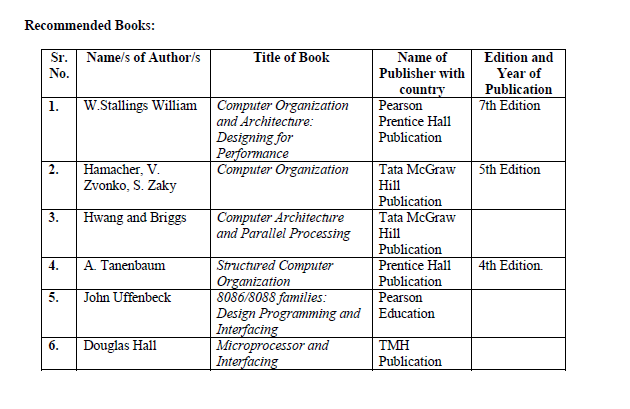 Recommended Books:
Sr. No. Name/s of Author/s Title of Book Name of Publisher with country Edition and Year of Publication
1. W.Stallings William Computer Organization and Architecture: Designing for Performance Pearson Prentice Hall Publication 7th Edition
2. Hamacher, V. Zvonko, S. Zaky Computer Organization Tata McGraw Hill Publication 5th Edition
3. Hwang and Briggs Computer Architecture and Parallel Processing Tata McGraw Hill Publication
4. A. Tanenbaum Structured Computer Organization Prentice Hall Publication 4th Edition.
5. John Uffenbeck 8086/8088 families: Design Programming and Interfacing Pearson Education
6. Douglas Hall Microprocessor and Interfacing TMH Publication